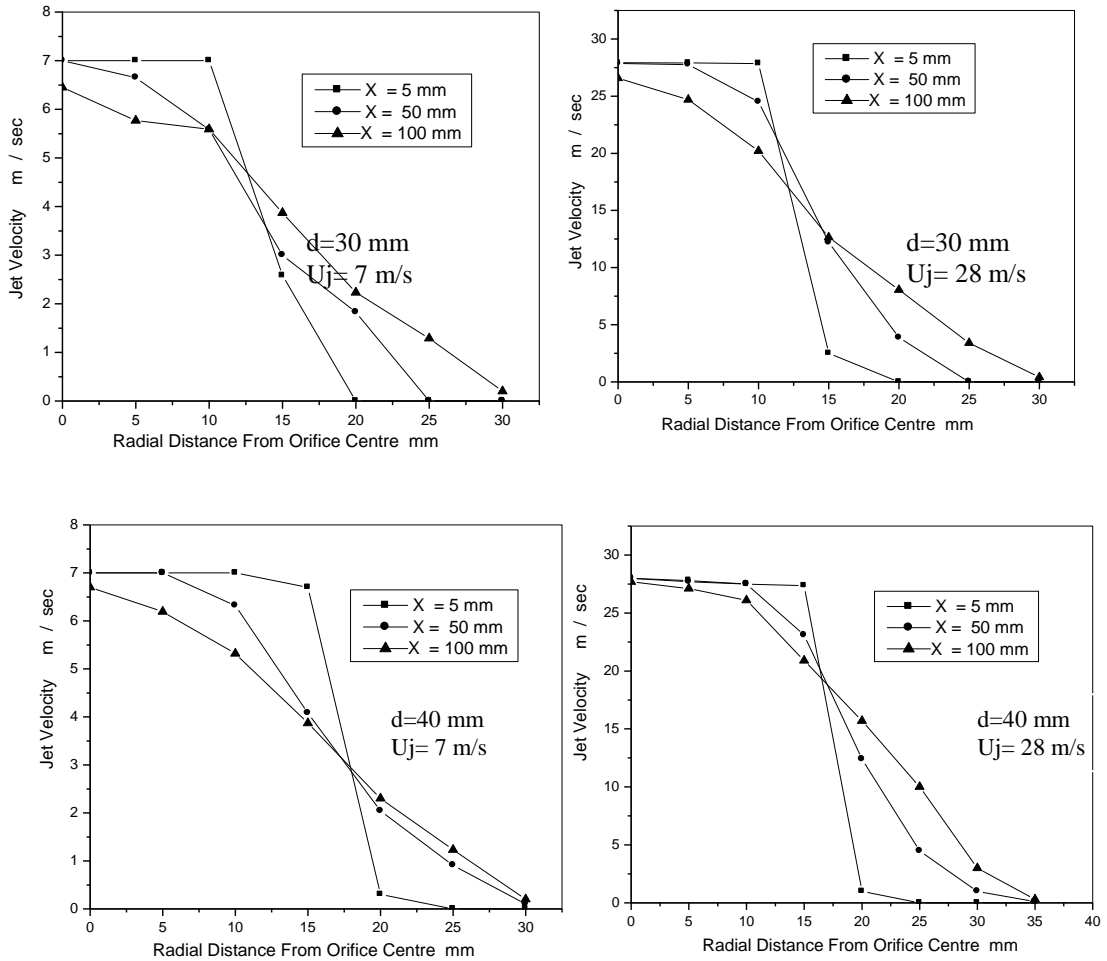 8
7
6
5
4
3
2
1
0
Jet Velocity m / sec
X = 5 mm
X = 50 mm
X = 100 mm
d=30 mm
Uj= 7 m/s
0 5 10 15 20 25 30
Radial Distance From Orifice Centre mm
30
25
20
15
10
5
0
Jet Velocity m / sec
X = 5 mm
X = 50 mm
X = 100 mm
d=30 mm
Uj= 28 m/s
0 5 10 15 20 25 30
Radial Distance From Orifice Centre mm
8
7
6
5
4
3
2
1
0
Jet Velocity m / sec
X = 5 mm
X = 50 mm
X = 100 mm
d=40 mm
Uj= 7 m/s
0 5 10 15 20 25 30
Radial Distance From Orifice Centre mm
30
25
20
15
10
5
0
Jet Velocity m / sec
X = 5 mm
X = 50 mm
X = 100 mm
d=40 mm
Uj= 28 m/s
0 5 10 15 20 25 30 35 40
Radial Distance From Orifice Centre mm